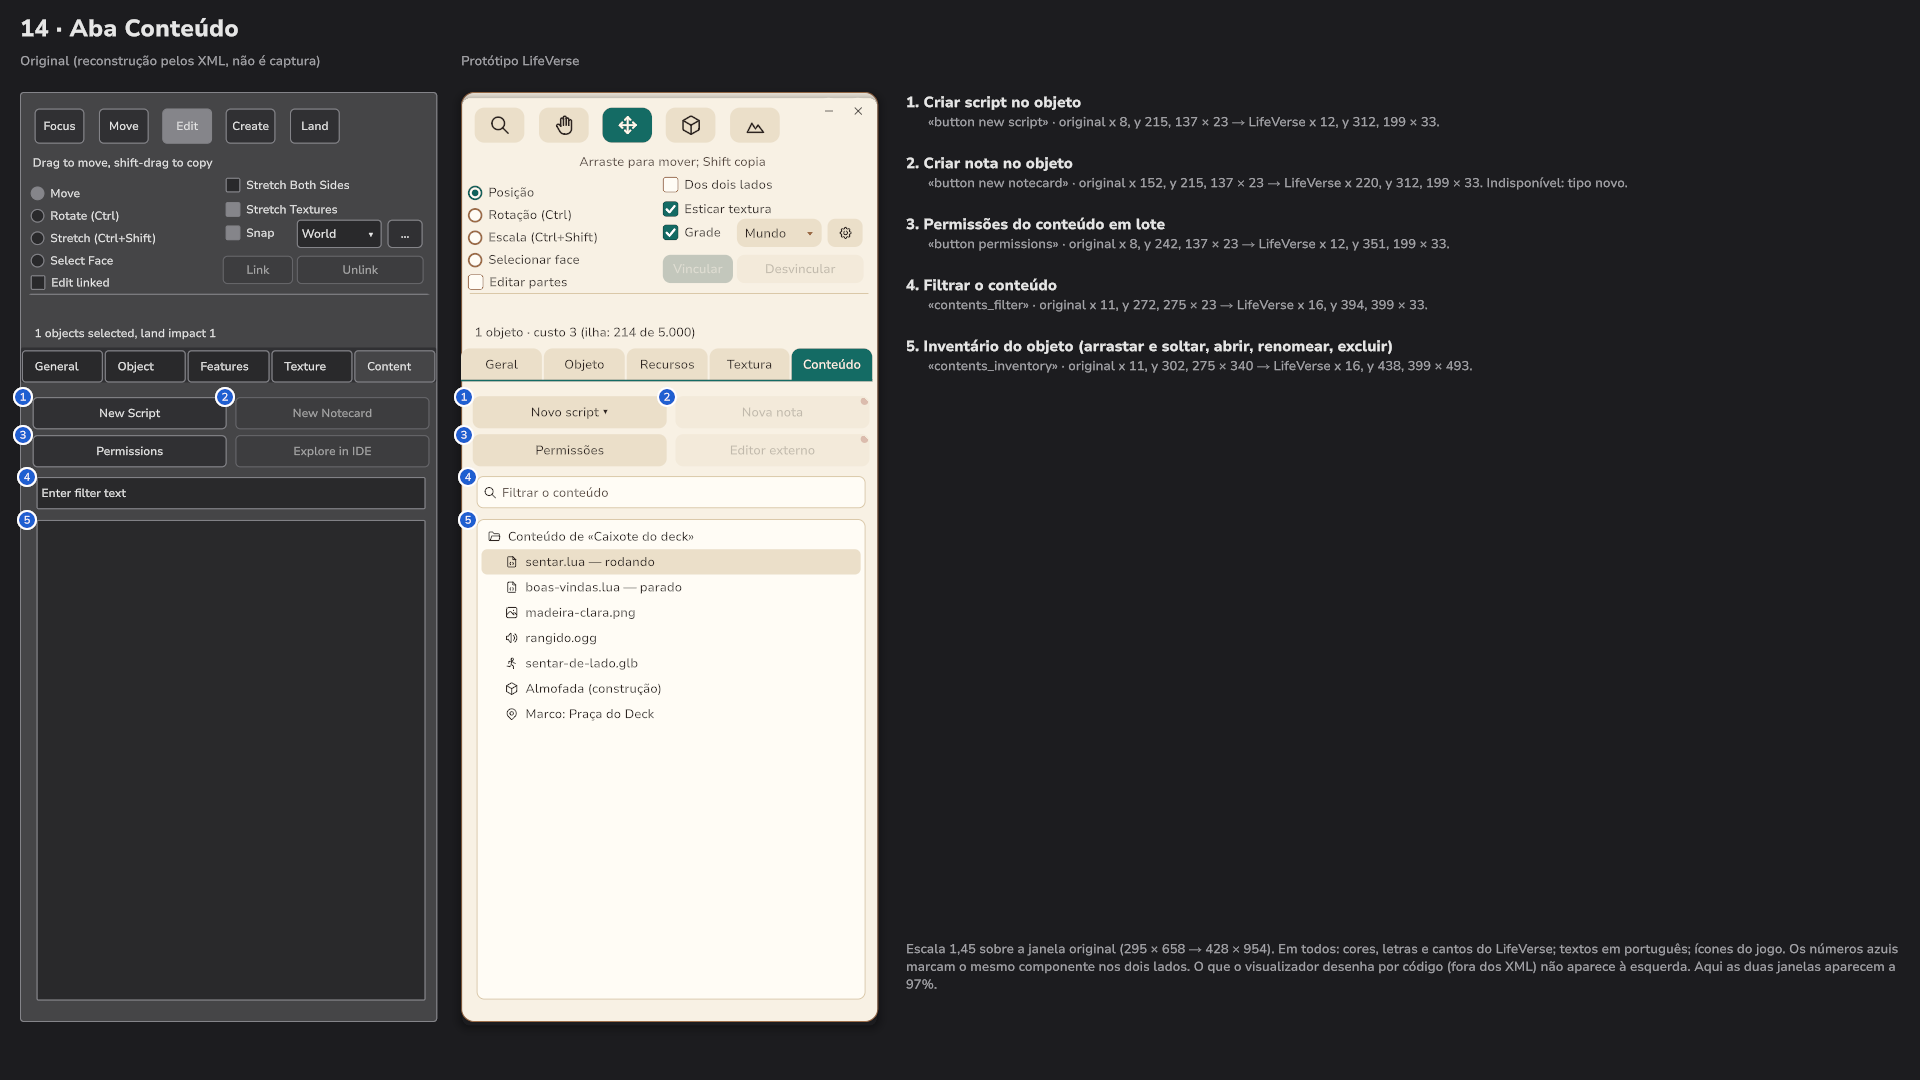 14 · Aba Conteúdo
Original (reconstrução pelos XML, não é captura)
Focus
Move
Edit
Create
Land
Drag to move, shift-drag to copy
Move
Rotate (Ctrl)
Stretch (Ctrl+Shift)
Select Face
Edit linked
Stretch Both Sides
Stretch Textures
Snap
World
...
Link
Unlink
1 objects selected, land impact 1
General
Object
Features
Texture
Content
1
New Script
2
New Notecard
3
Permissions
Explore in IDE
4
Enter filter text
5
Protótipo LifeVerse
Arraste para mover; Shift copia
Posição
Rotação (Ctrl)
Escala (Ctrl+Shift)
Selecionar face
Editar partes
Dos dois lados
Esticar textura
Grade
Mundo
Vincular
Desvincular
1 objeto · custo 3 (ilha: 214 de 5.000)
Geral
Objeto
Recursos
Textura
Conteúdo
1
Novo script
2
Nova nota
3
Permissões
Editor externo
4
Filtrar o conteúdo
5
Conteúdo de «Caixote do deck»
sentar.lua — rodando
boas-vindas.lua — parado
madeira-clara.png
rangido.ogg
sentar-de-lado.glb
Almofada (construção)
Marco: Praça do Deck
1. Criar script no objeto
«button new script» · original x 8, y 215, 137 × 23 → LifeVerse x 12, y 312, 199 × 33.
2. Criar nota no objeto
«button new notecard» · original x 152, y 215, 137 × 23 → LifeVerse x 220, y 312, 199 × 33. Indisponível: tipo novo.
3. Permissões do conteúdo em lote
«button permissions» · original x 8, y 242, 137 × 23 → LifeVerse x 12, y 351, 199 × 33.
4. Filtrar o conteúdo
«contents_filter» · original x 11, y 272, 275 × 23 → LifeVerse x 16, y 394, 399 × 33.
5. Inventário do objeto (arrastar e soltar, abrir, renomear, excluir)
«contents_inventory» · original x 11, y 302, 275 × 340 → LifeVerse x 16, y 438, 399 × 493.
Escala 1,45 sobre a janela original (295 × 658 → 428 × 954). Em todos: cores, letras e cantos do LifeVerse; textos em português; ícones do jogo. Os números azuis
marcam o mesmo componente nos dois lados. O que o visualizador desenha por código (fora dos XML) não aparece à esquerda. Aqui as duas janelas aparecem a
97%.